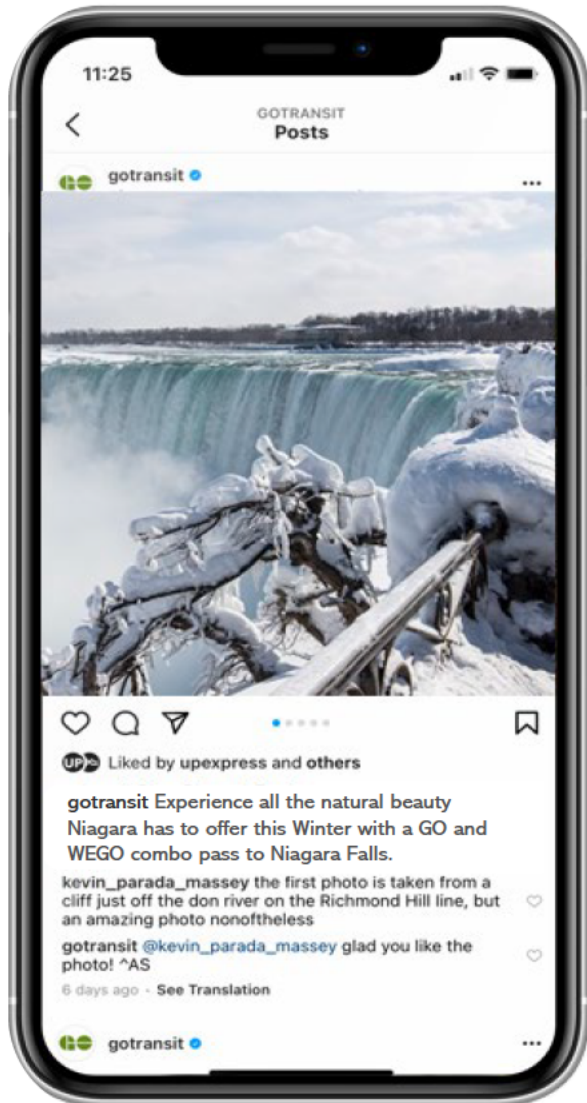 11:25
GOTRANSIT
Posts
gotransit
Liked by upexpress and others
gotransit Experience all the natural beauty
Niagara has to offer this Winter with a GO and
WEGO combo pass to Niagara Falls.
kevin_parada_massey the first photo is taken from a
cliff just off the don river on the Richmond Hill line, but
an amazing photo nonoftheless
gotransit @kevin_parada_massey glad you like the
photo! ^AS
6 days ago · See Translation
gotransit